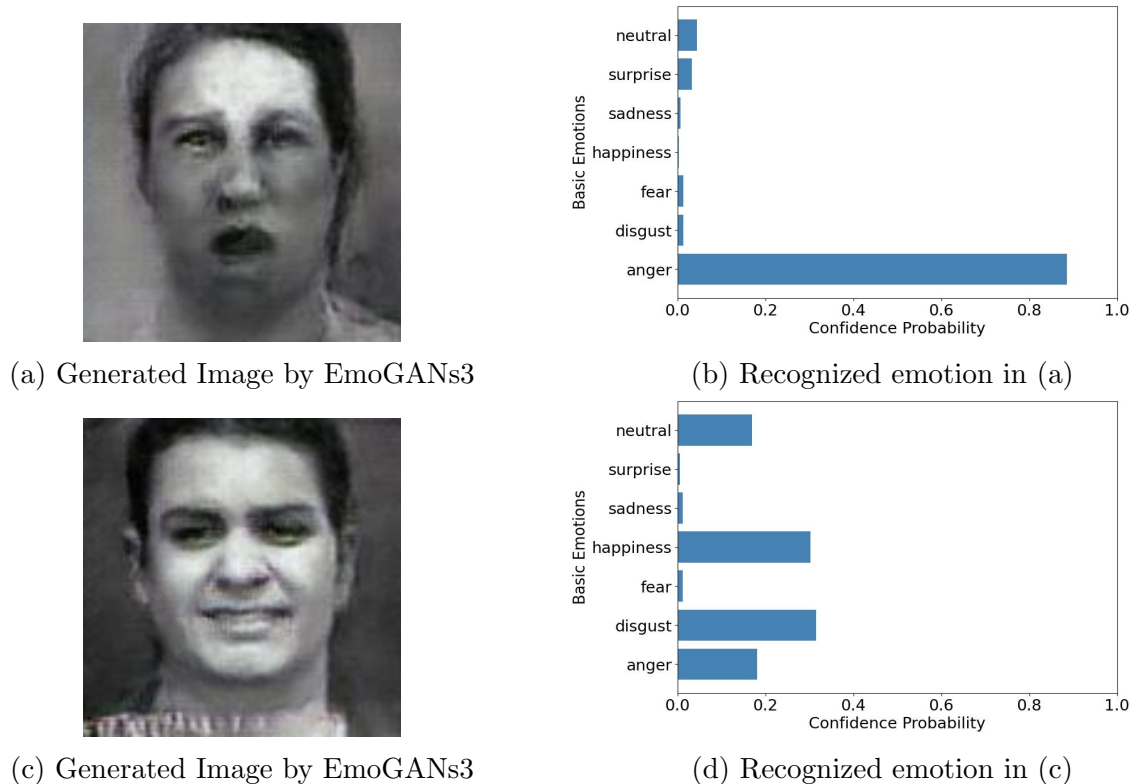 neutral
surprise
sadness
happiness
fear
disgust
anger
Basic Emotions
0.0 0.2 0.4 0.6 0.8 1.0
Confidence Probability
(a) Generated Image by EmoGANs3
(b) Recognized emotion in (a)
neutral
surprise
sadness
happiness
fear
disgust
anger
Basic Emotions
0.0 0.2 0.4 0.6 0.8 1.0
Confidence Probability
(c) Generated Image by EmoGANs3
(d) Recognized emotion in (c)